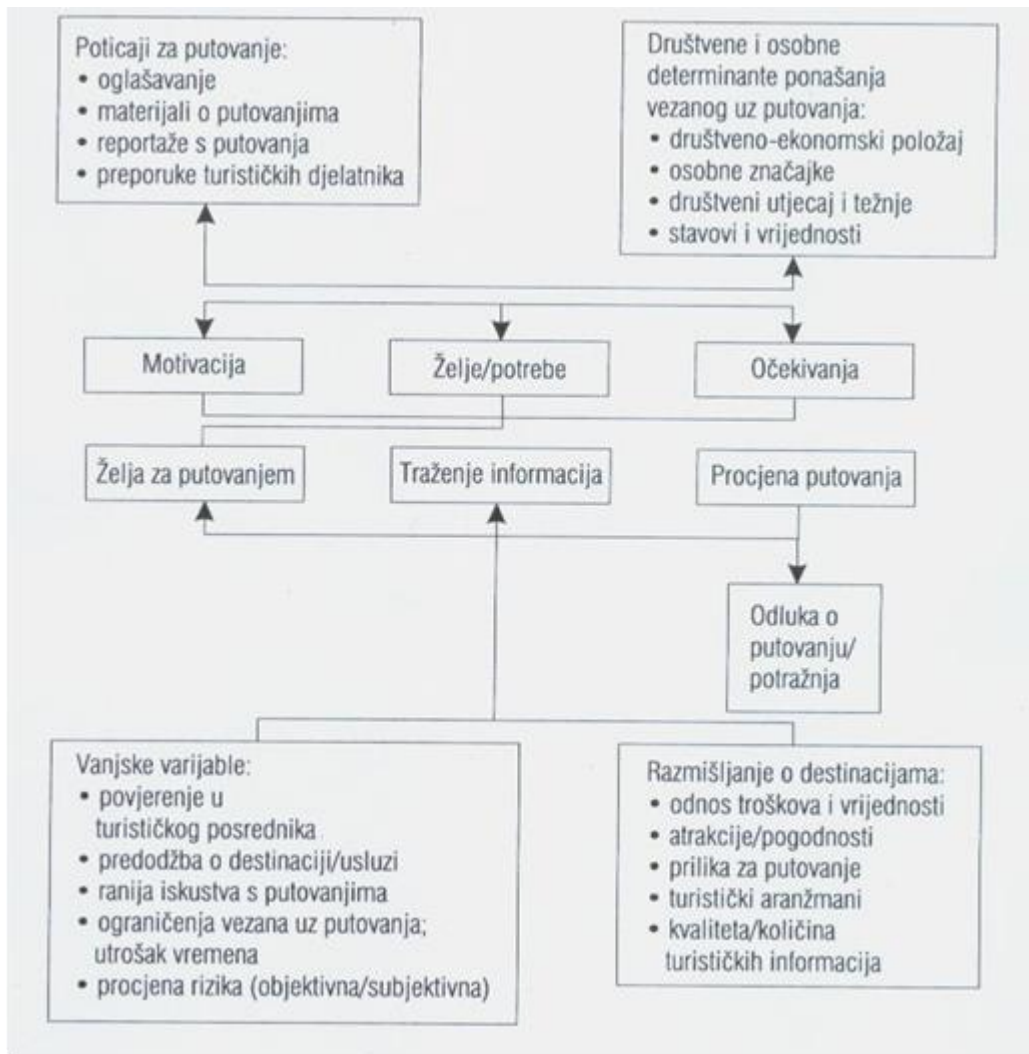 Poticaji za putovanje:
• oglašavanje
• materijali o putovanjima
• reportaže s putovanja
• preporuke turističkih djelatnika
Društvene i osobne
determinante ponašanja
vezanog uz putovanja:
• društveno-ekonomski položaj
• osobne značajke
• društveni utjecaj i težnje
• stavovi i vrijednosti
Motivacija
Želje/potrebe
Očekivanja
Želja za putovanjem
Traženje informacija
Procjena putovanja
Odluka o
putovanju/
potražnja
Vanjske varijable:
• povjerenje u
turističkog posrednika
• predodžba o destinaciji/usluzi
• ranija iskustva s putovanjima
• ograničenja vezana uz putovanja;
utrošak vremena
• procjena rizika (objektivna/subjektivna)
Razmišljanje o destinacijama:
• odnos troškova i vrijednosti
• atrakcije/pogodnosti
• prilika za putovanje
• turistički aranžmani
• kvaliteta/količina
turističkih informacija